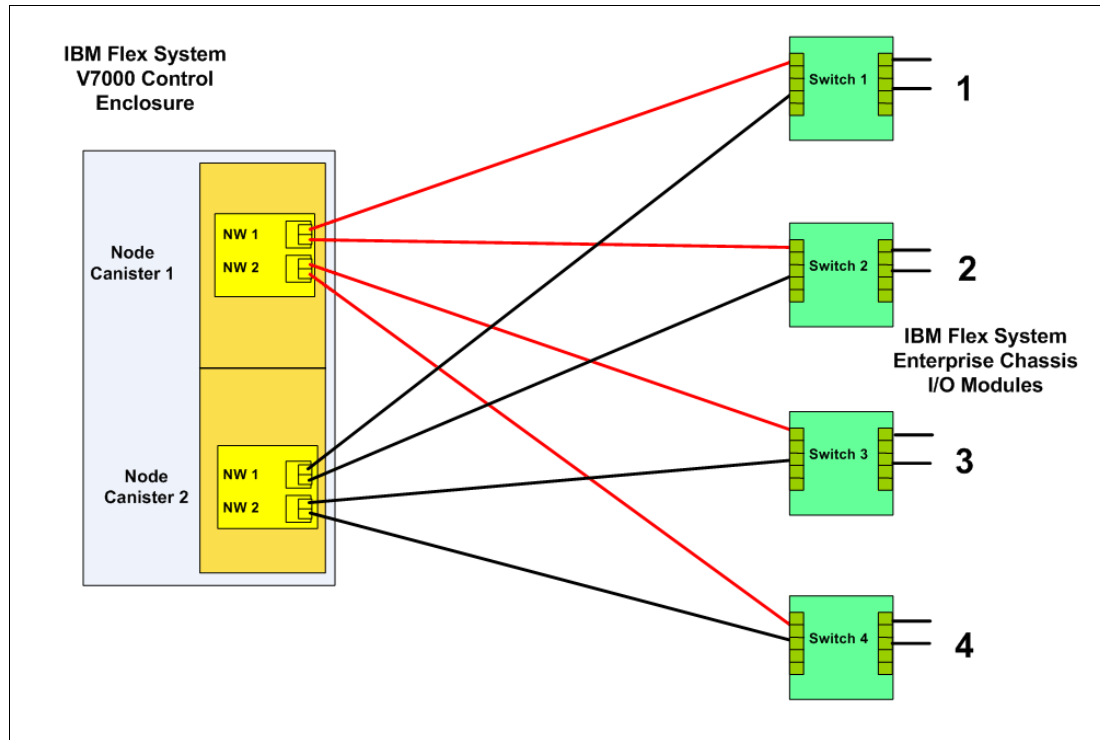 IBM Flex System
V7000 Control
Enclosure
Node
Canister 1
NW 1
NW 2
Node
Canister 2
NW 1
NW 2
Switch 1
1
Switch 2
2
IBM Flex System
Enterprise Chassis
I/O Modules
Switch 3
3
Switch 4
4